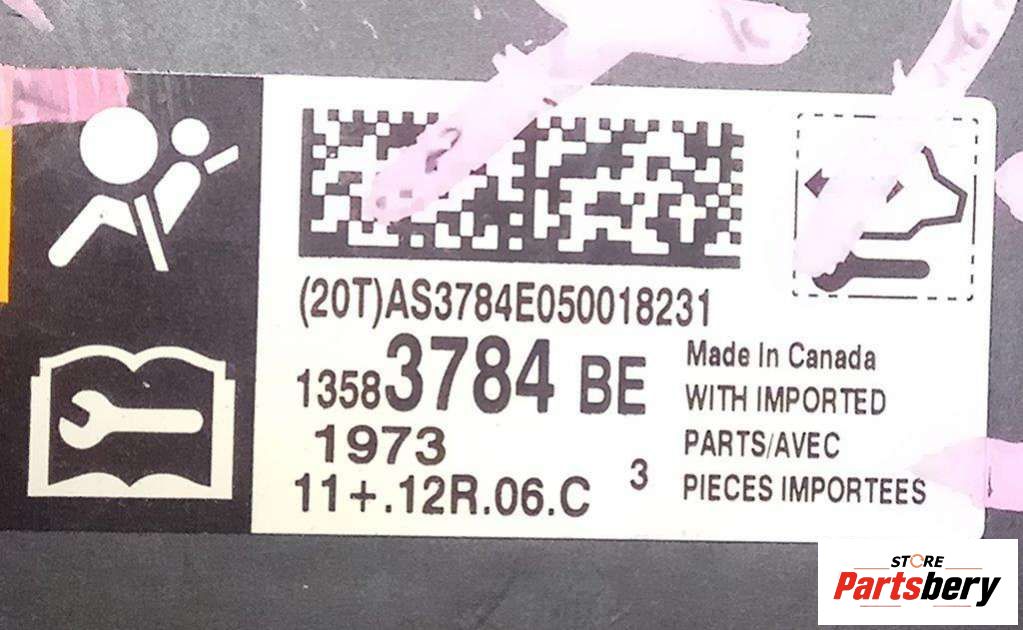 (20T)AS3784E050018231
13583784 BE
1973
11+.12R.06.C 3
Made In Canada
WITH IMPORTED
PARTS/AVEC
PIECES IMPORTEES
STORE
Partsbery